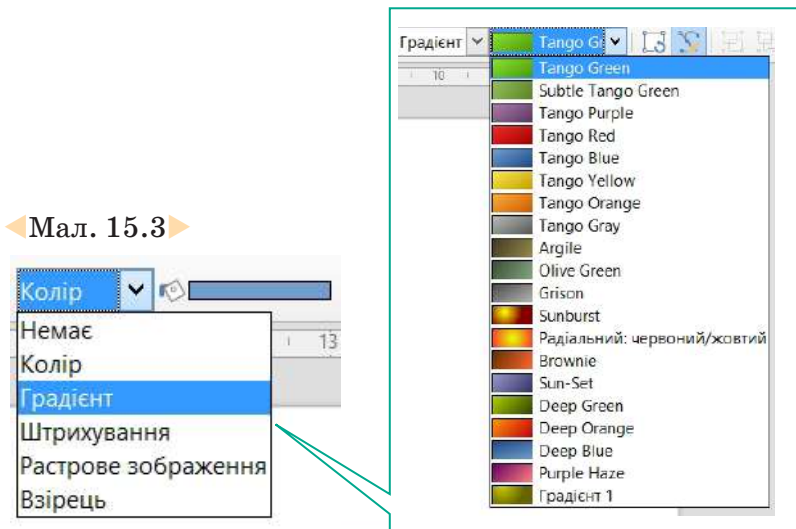 Мал. 15.3
Колір
13
Немає
Колір
Градієнт
Штрихування
Растрове зображення
Взірець
Градієнт Tango Gr
10
Tango Green
Subtle Tango Green
Tango Purple
Tango Red
Tango Blue
Tango Yellow
Tango Orange
Tango Gray
Argile
Olive Green
Grison
Sunburst
Радіальний: червоний/жовтий
Brownie
Sun-Set
Deep Green
Deep Orange
Deep Blue
Purple Haze
Градієнт 1